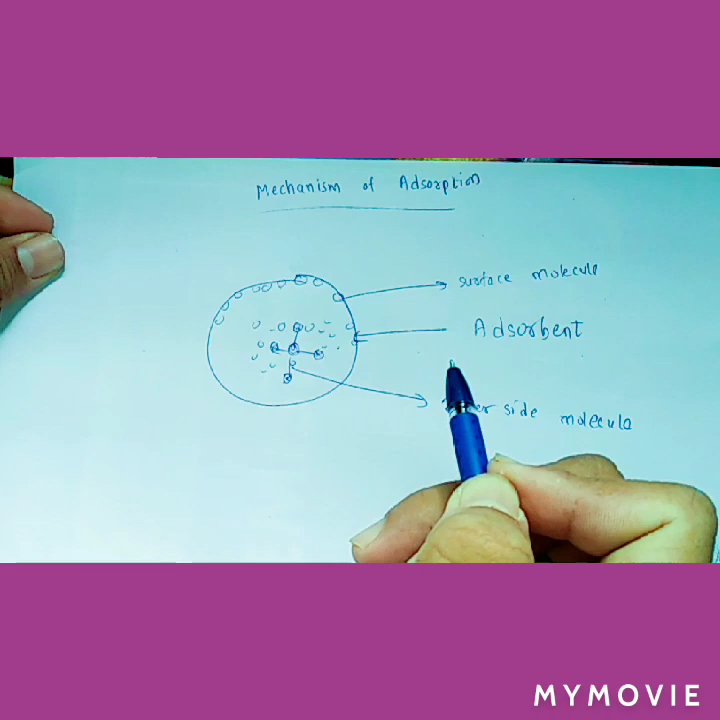 Mechanism of Adsorption
surface molecule
Adsorbent
side molecule
MYMOVIE